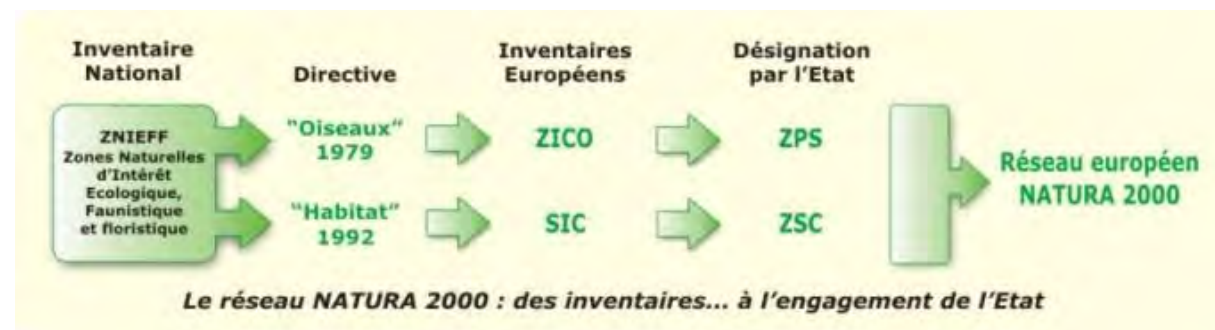 Inventaire
National
Directive
Inventaires
Européens
Désignation
par l'Etat
ZNIEFF
Zones Naturelles
d'Intérêt
Ecologique,
Faunistique
et floristique
"Oiseaux"
1979
ZICO
ZPS
"Habitat"
1992
SIC
ZSC
Réseau européen
NATURA 2000
Le réseau NATURA 2000 : des inventaires... à l'engagement de l'Etat